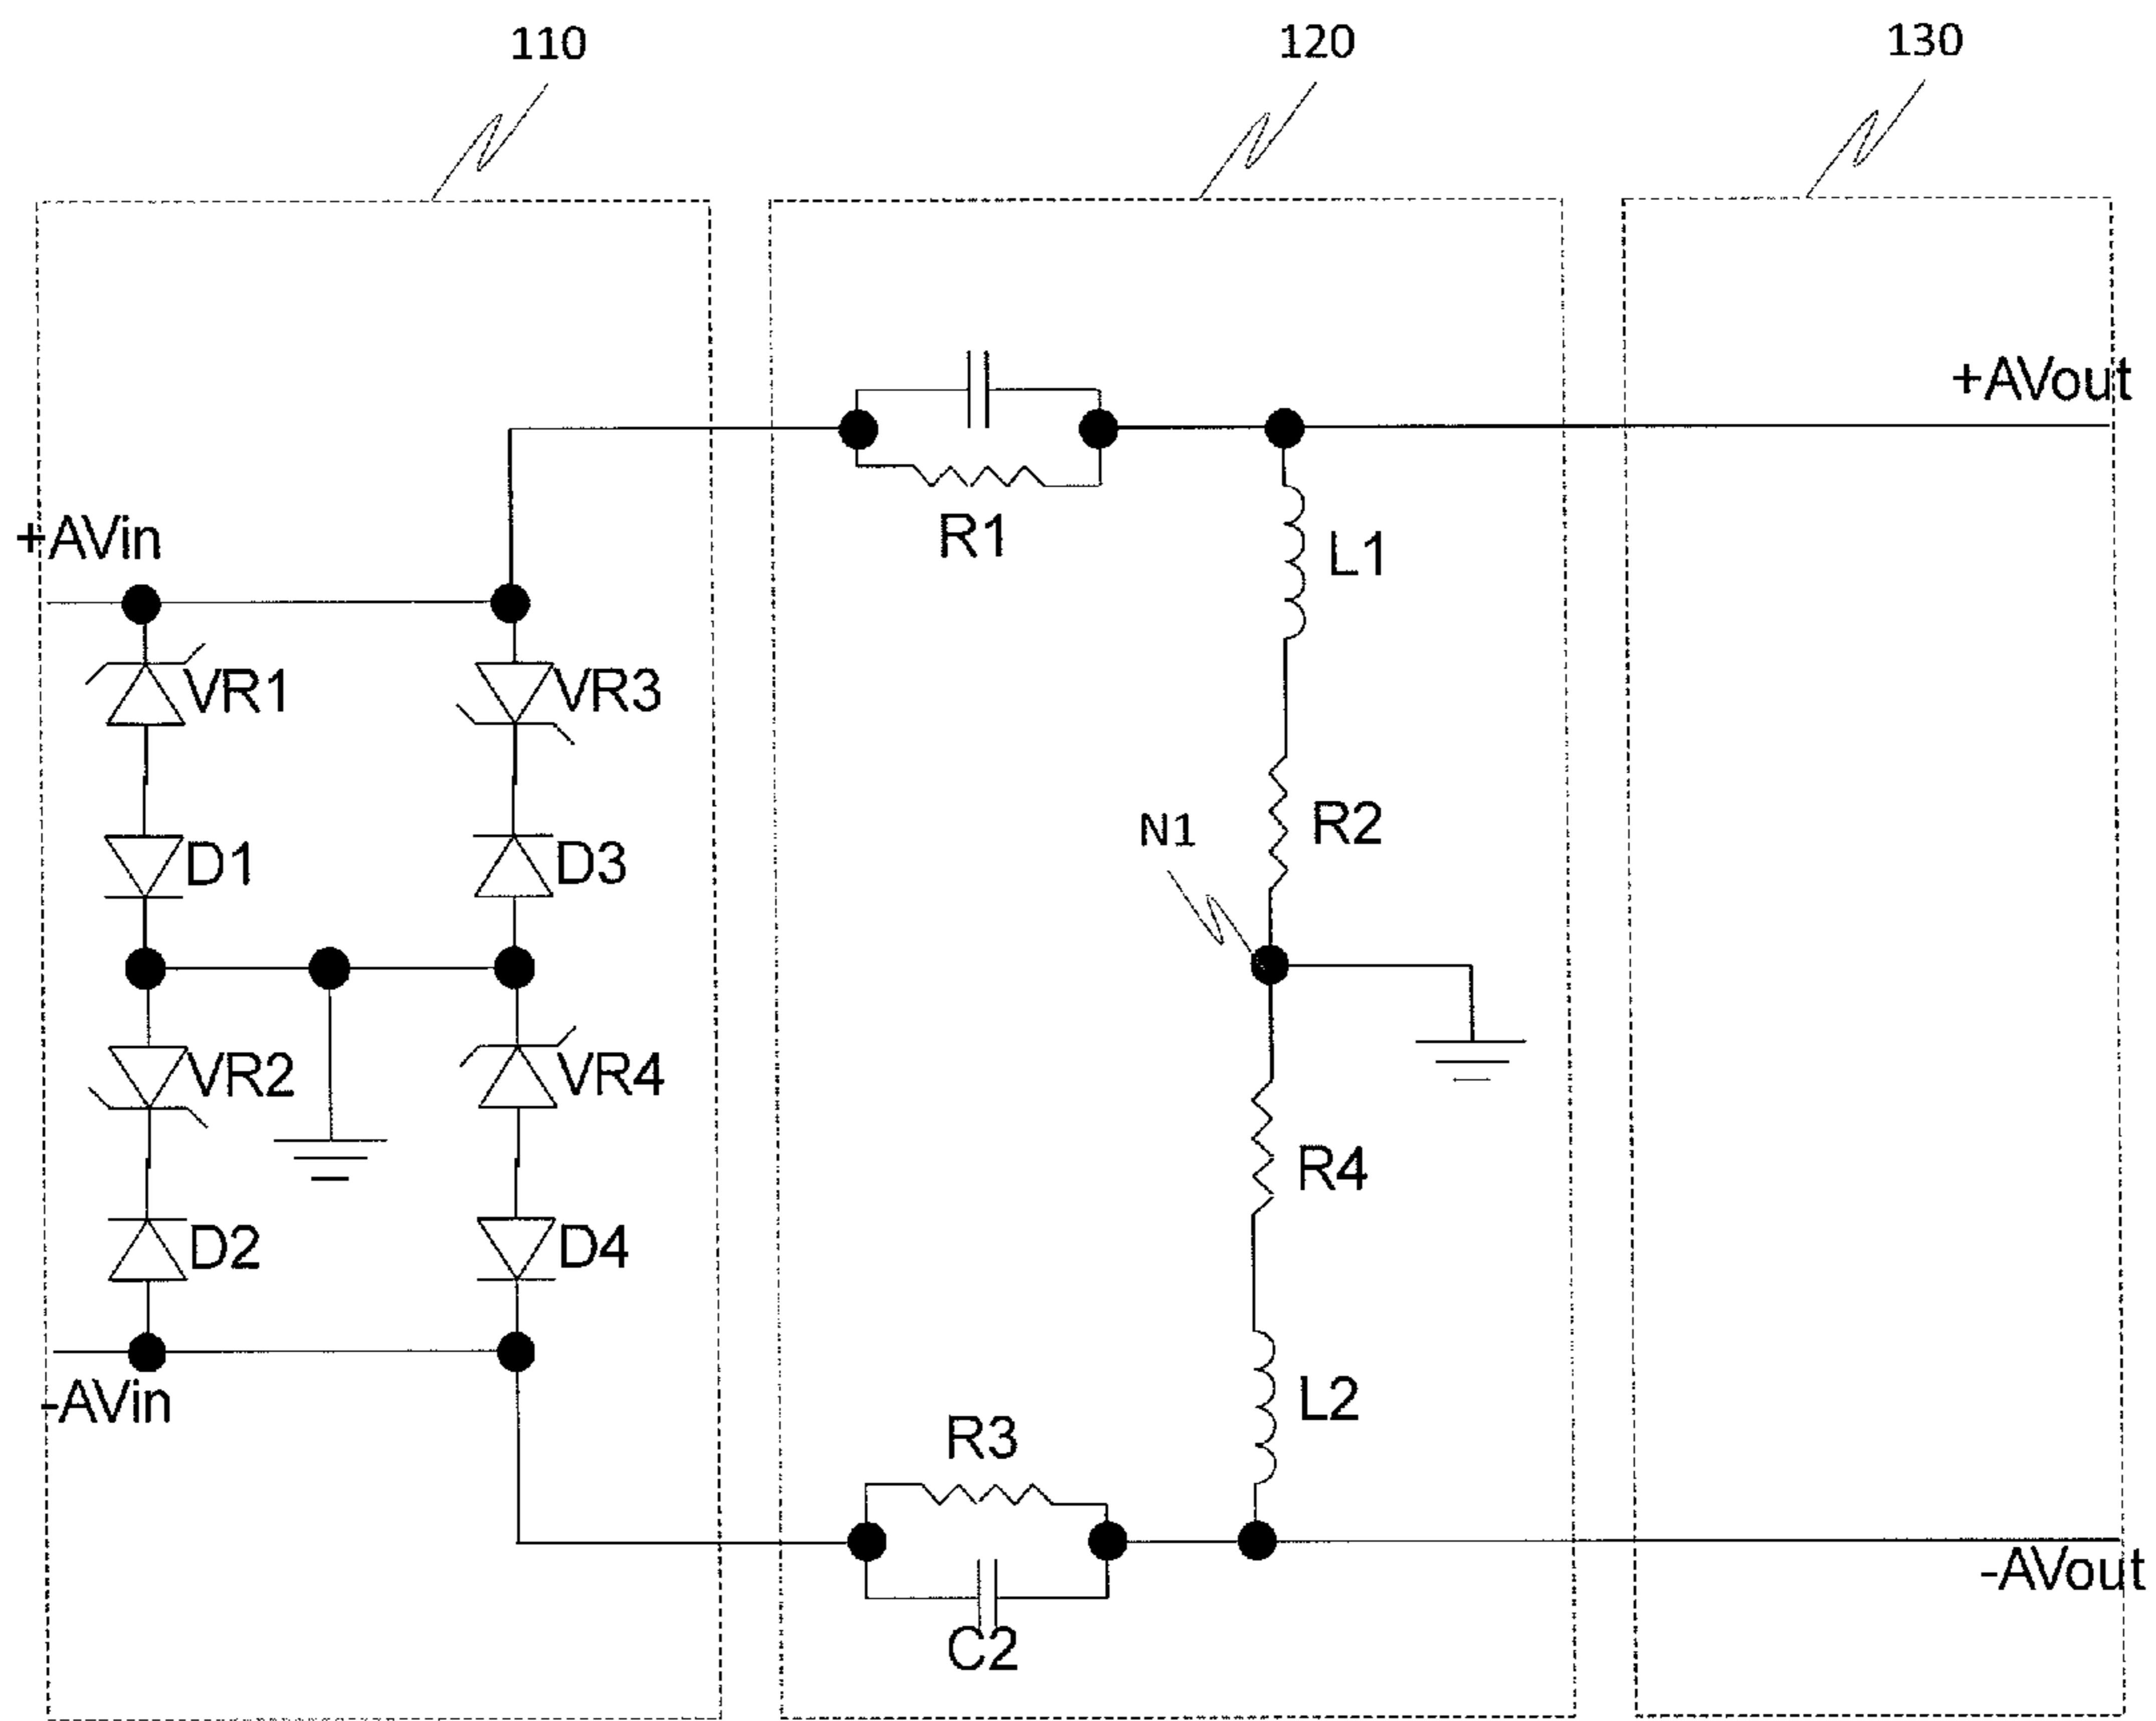 110
120
130
+AVout
+AVin
R1
L1
VR1
VR3
R2
N1
D1
D3
VR2
VR4
R4
D2
D4
-AVin
L2
R3
-AVout
C2